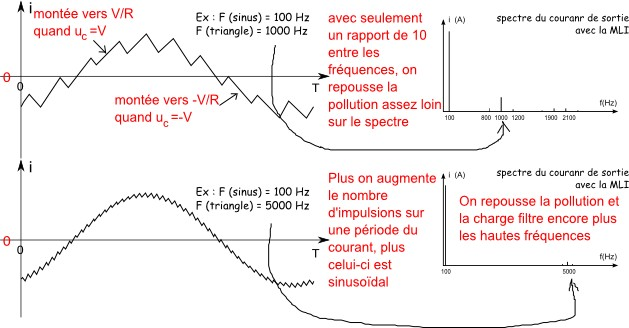 i
montée vers V/R
quand uc=V
Ex : F (sinus) = 100 Hz
F (triangle) = 1000 Hz
0
0
T
montée vers -V/R
quand uc=-V
avec seulement
un rapport de 10
entre les
fréquences, on
repousse la
pollution assez loin
sur le spectre
spectre du couranr de sortie
avec la MLI
i (A)
f(Hz)
100 800 1000 1200 1900 2100
i
Ex : F (sinus) = 100 Hz
F (triangle) = 5000 Hz
0
0
T
Plus on augmente
le nombre
d'impulsions sur
une période du
courant, plus
celui-ci est
sinusoïdal
spectre du couranr de sortie
avec la MLI
i (A)
On repousse la pollution et
la charge filtre encore plus
les hautes fréquences
f(Hz)
100 5000